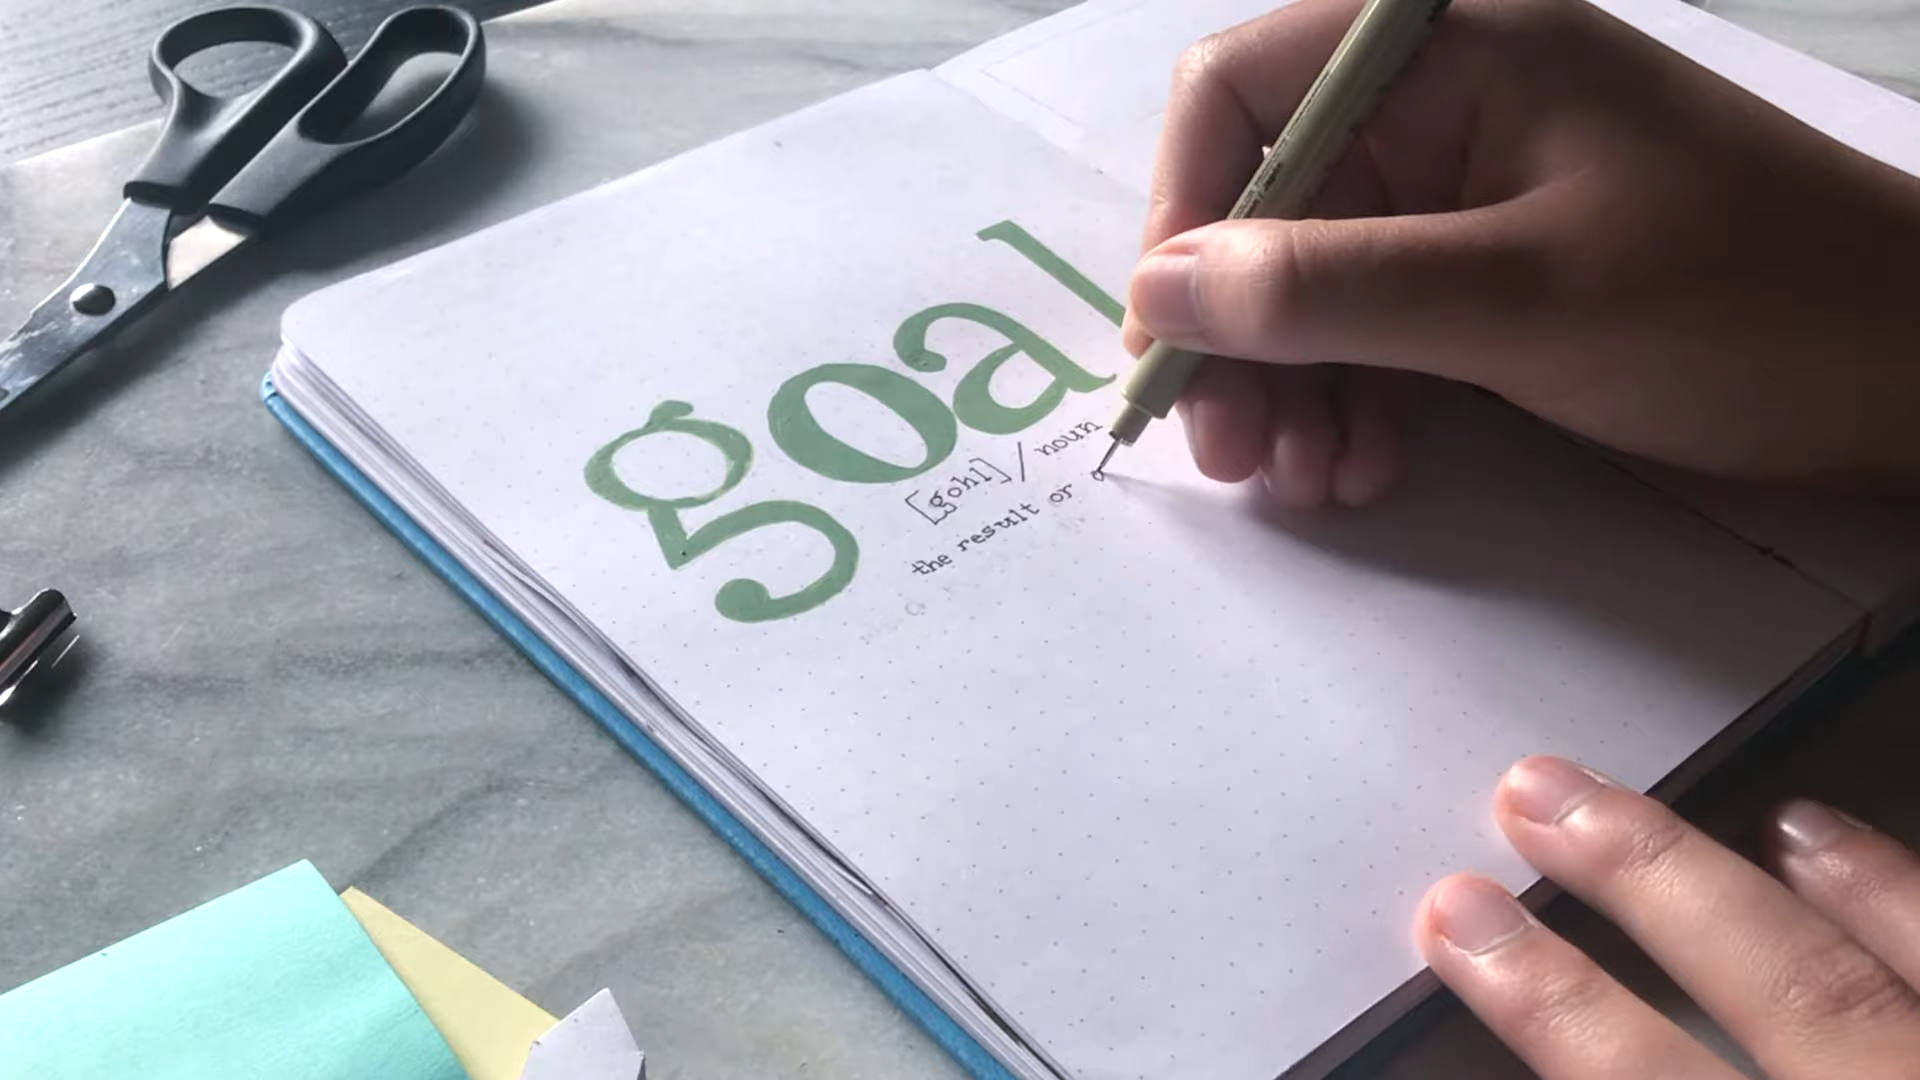 goal
[gohl] / noun
the result or